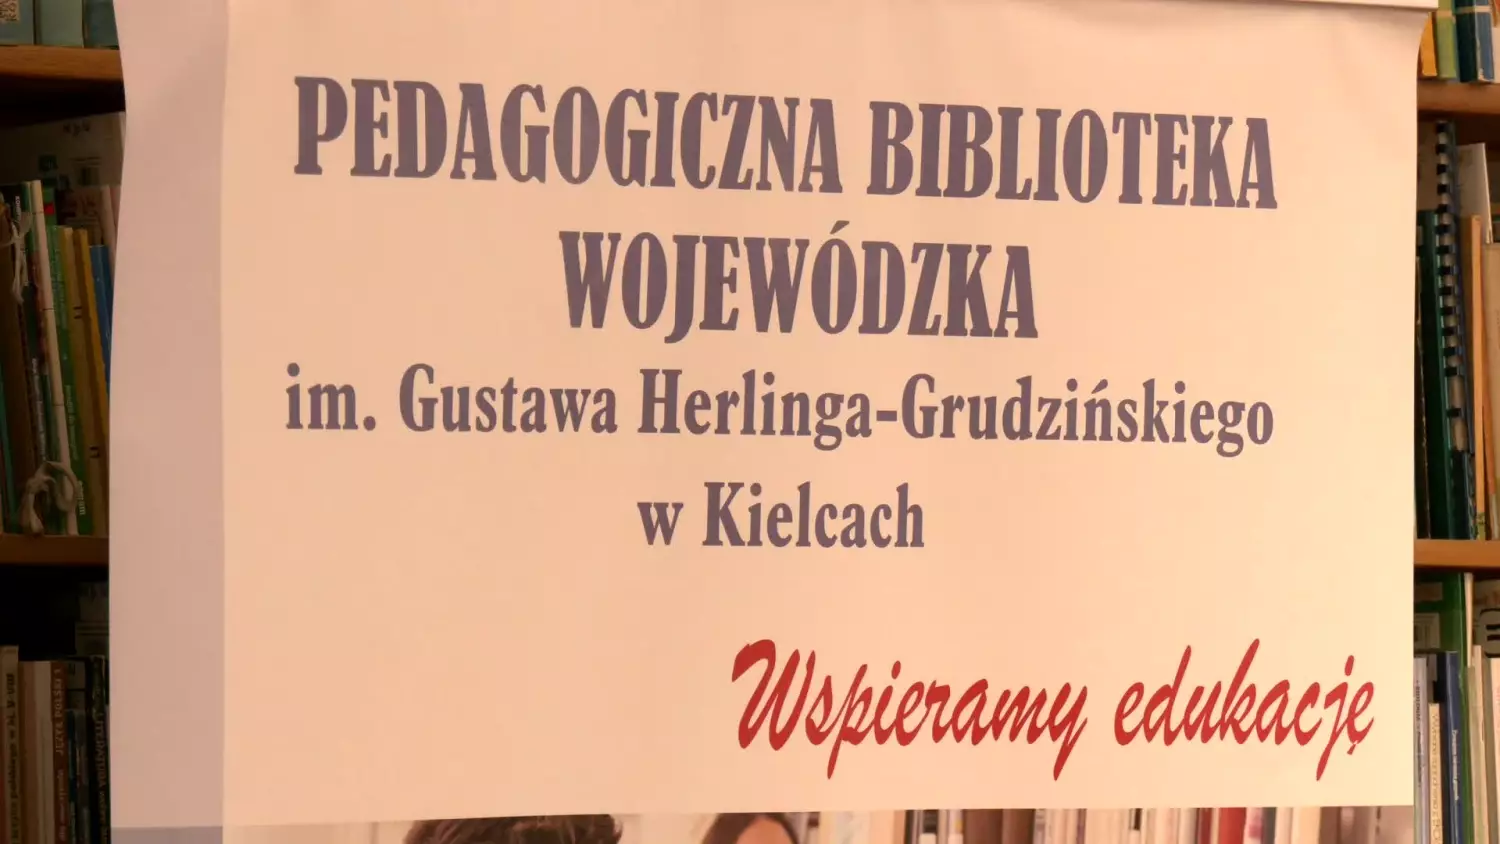 PEDAGOGICZNA BIBLIOTEKA
WOJEWÓDZKA
im. Gustawa Herlinga-Grudzińskiego
w Kielcach
Wspieramy edukację